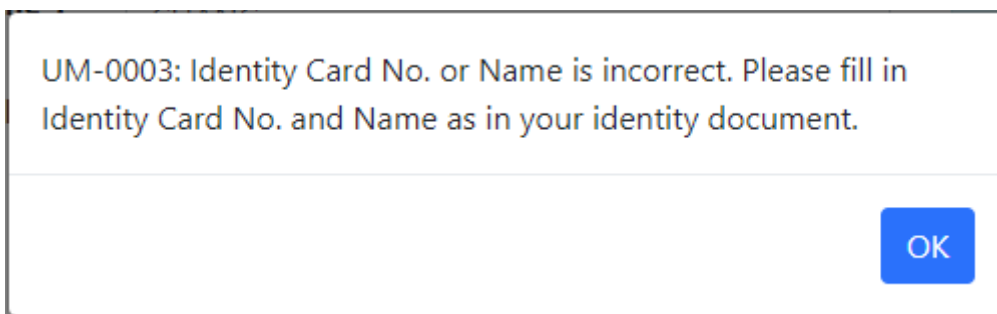 UM-0003: Identity Card No. or Name is incorrect. Please fill in
Identity Card No. and Name as in your identity document.
OK